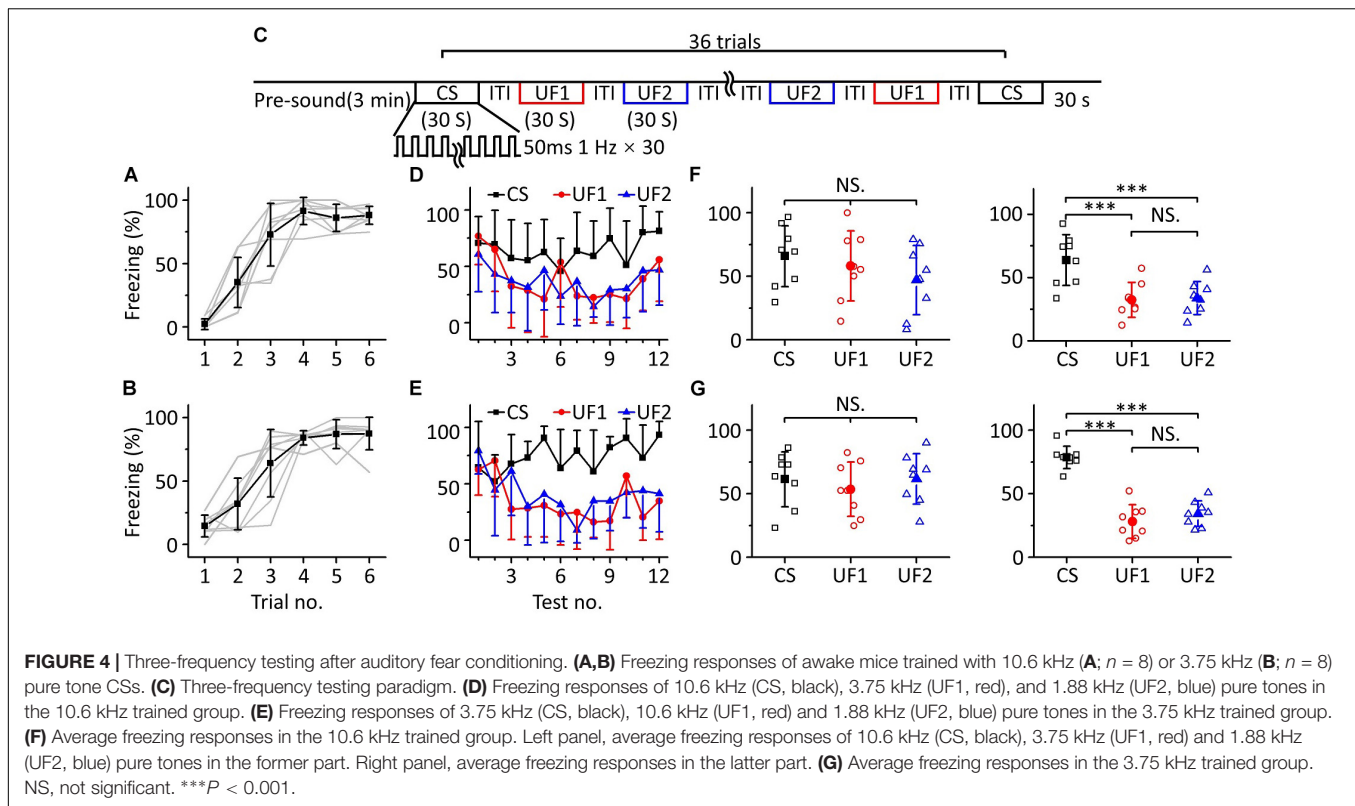 C
36 trials
Pre-sound(3 min) CS ITI UF1 ITI UF2 ITI ITI UF2 ITI UF1 ITI CS 30 s
(30 S) (30 S) (30 S)
50ms 1 Hz × 30
A
Freezing (%)
100
50
0
1 2 3 4 5 6
D
CS UF1 UF2
100
50
0
3 6 9 12
F
NS.
100
50
0
CS UF1 UF2
***
*** NS.
100
50
0
CS UF1 UF2
B
Freezing (%)
100
50
0
1 2 3 4 5 6
Trial no.
E
CS UF1 UF2
100
50
0
3 6 9 12
Test no.
G
NS.
100
50
0
CS UF1 UF2
***
*** NS.
100
50
0
CS UF1 UF2
FIGURE 4 | Three-frequency testing after auditory fear conditioning. (A,B) Freezing responses of awake mice trained with 10.6 kHz (A; n = 8) or 3.75 kHz (B; n = 8)
pure tone CSs. (C) Three-frequency testing paradigm. (D) Freezing responses of 10.6 kHz (CS, black), 3.75 kHz (UF1, red), and 1.88 kHz (UF2, blue) pure tones in
the 10.6 kHz trained group. (E) Freezing responses of 3.75 kHz (CS, black), 10.6 kHz (UF1, red) and 1.88 kHz (UF2, blue) pure tones in the 3.75 kHz trained group.
(F) Average freezing responses in the 10.6 kHz trained group. Left panel, average freezing responses of 10.6 kHz (CS, black), 3.75 kHz (UF1, red) and 1.88 kHz
(UF2, blue) pure tones in the former part. Right panel, average freezing responses in the latter part. (G) Average freezing responses in the 3.75 kHz trained group.
NS, not significant. ***P < 0.001.